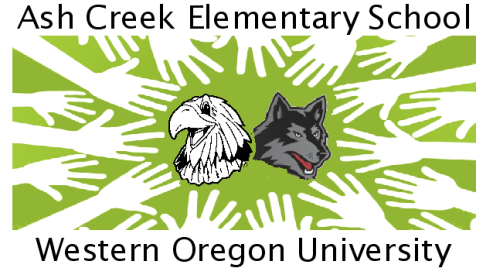 Ash Creek Elementary School
Western Oregon University